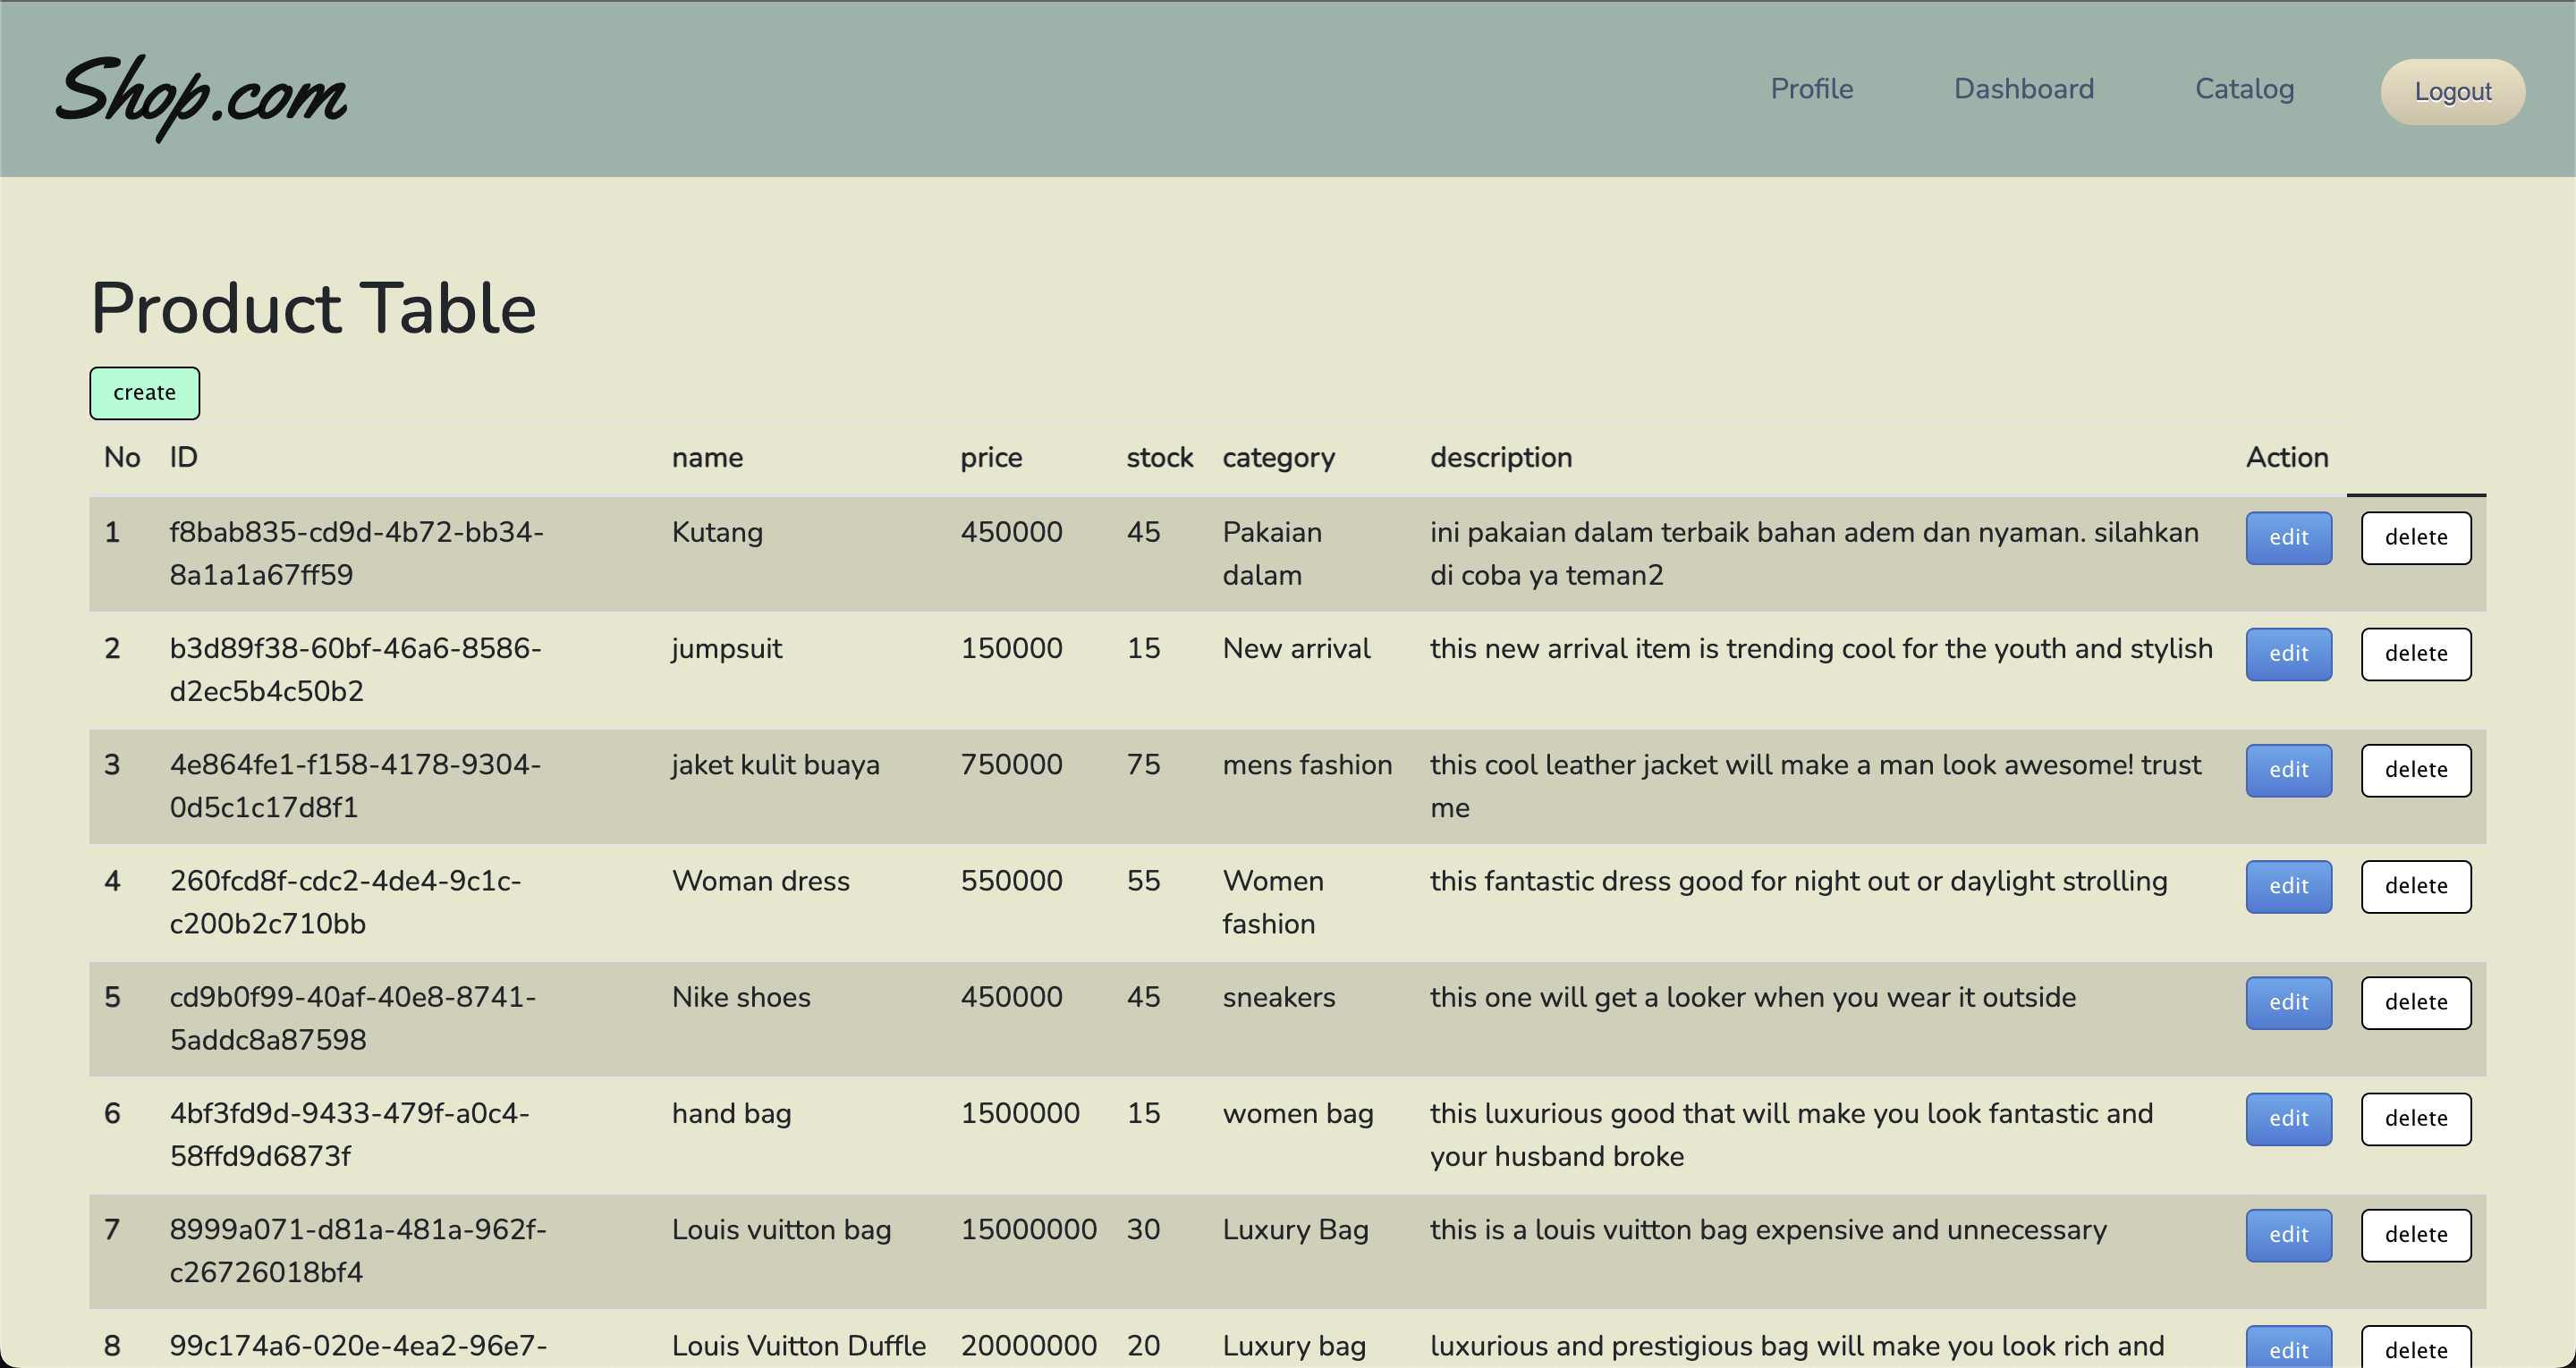 Shop.com
Profile Dashboard Catalog Logout
Product Table
create
No ID name price stock category description Action
1 f8bab835-cd9d-4b72-bb34- Kutang 450000 45 Pakaian ini pakaian dalam terbaik bahan adem dan nyaman. silahkan edit delete
8a1a1a67ff59 dalam di coba ya teman2
2 b3d89f38-60bf-46a6-8586- jumpsuit 150000 15 New arrival this new arrival item is trending cool for the youth and stylish edit delete
d2ec5b4c50b2
3 4e864fe1-f158-4178-9304- jaket kulit buaya 750000 75 mens fashion this cool leather jacket will make a man look awesome! trust edit delete
0d5c1c17d8f1 me
4 260fcd8f-cdc2-4de4-9c1c- Woman dress 550000 55 Women this fantastic dress good for night out or daylight strolling edit delete
c200b2c710bb fashion
5 cd9b0f99-40af-40e8-8741- Nike shoes 450000 45 sneakers this one will get a looker when you wear it outside edit delete
5addc8a87598
6 4bf3fd9d-9433-479f-a0c4- hand bag 1500000 15 women bag this luxurious good that will make you look fantastic and edit delete
58ffd9d6873f your husband broke
7 8999a071-d81a-481a-962f- Louis vuitton bag 15000000 30 Luxury Bag this is a louis vuitton bag expensive and unnecessary edit delete
c26726018bf4
8 99c174a6-020e-4ea2-96e7- Louis Vuitton Duffle 20000000 20 Luxury bag luxurious and prestigious bag will make you look rich and edit delete